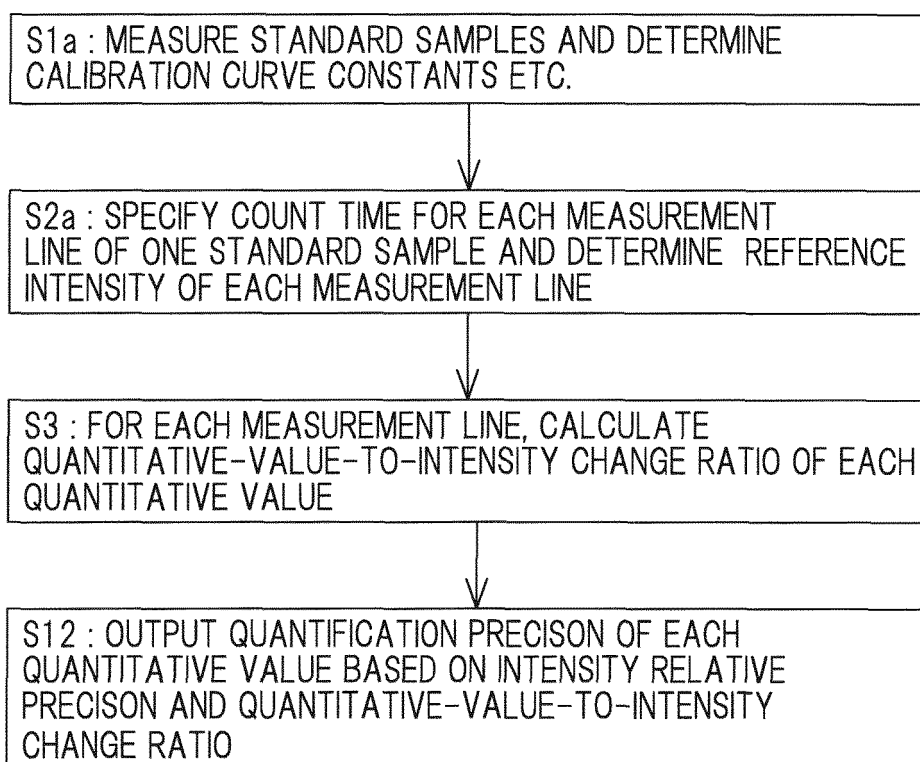 S1a : MEASURE STANDARD SAMPLES AND DETERMINE
CALIBRATION CURVE CONSTANTS ETC.
S2a : SPECIFY COUNT TIME FOR EACH MEASUREMENT
LINE OF ONE STANDARD SAMPLE AND DETERMINE REFERENCE
INTENSITY OF EACH MEASUREMENT LINE
S3 : FOR EACH MEASUREMENT LINE, CALCULATE
QUANTITATIVE-VALUE-TO-INTENSITY CHANGE RATIO OF EACH
QUANTITATIVE VALUE
S12 : OUTPUT QUANTIFICATION PRECISON OF EACH
QUANTITATIVE VALUE BASED ON INTENSITY RELATIVE
PRECISON AND QUANTITATIVE-VALUE-TO-INTENSITY
CHANGE RATIO